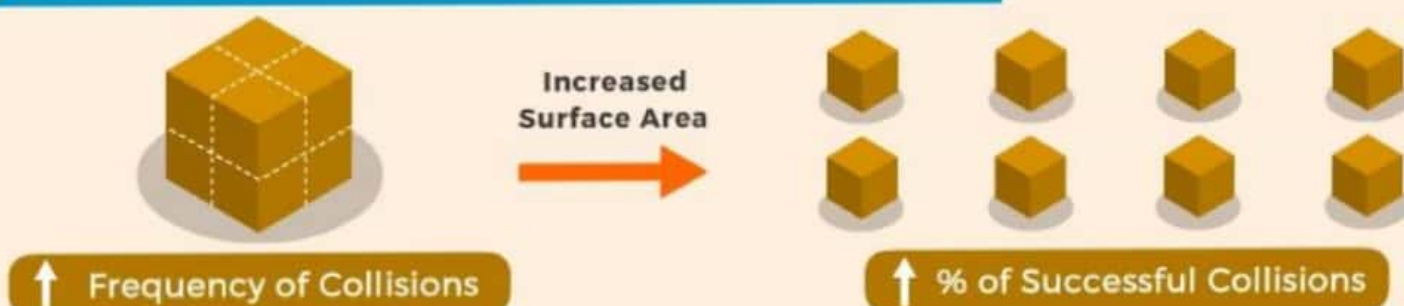 Increased
Surface Area
↑ Frequency of Collisions
↑ % of Successful Collisions